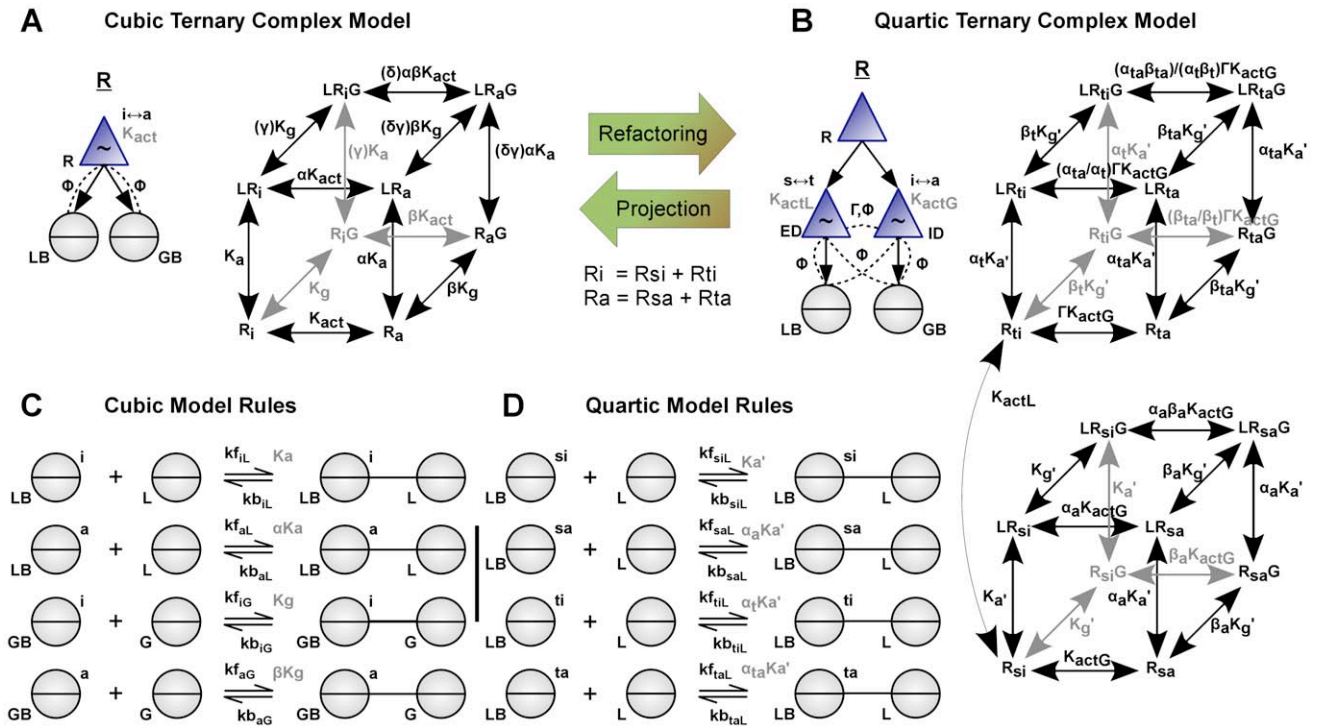 A Cubic Ternary Complex Model
R
i↔a
Kact
R
~
Φ Φ
LB GB
(δ)αβKact
LRiG LRaG
(γ)Kg (δγ)βKg
(γ)Ka (δγ)αKa
αKact
LRi LRa
βKact
RiG RaG
Ka αKa
Kg βKg
Kact
Ri Ra
Refactoring
Projection
Ri = Rsi + Rti
Ra = Rsa + Rta
B Quartic Ternary Complex Model
R
R
s↔t i↔a
KactL KactG
~ Γ,Φ ~
ED ID
Φ Φ Φ
LB GB
(αtaβta)/(αtβt)ΓKactG
LRtiG LRtaG
βtKg' βtaKg'
αtKa' αtaKa'
(αta/αt)ΓKactG
LRti LRta
(βta/βt)ΓKactG
RtiG RtaG
αtKa' αtaKa'
βtKg' βtaKg'
ΓKactG
Rti Rta
KactL
αaβaKactG
LRsiG LRsaG
Kg' βaKg'
Ka' αaKa'
αaKactG
LRsi LRsa
βaKactG
RsiG RsaG
Ka' αaKa'
Kg' βaKg'
KactG
Rsi Rsa
C Cubic Model Rules
i + kfiL Ka i
LB L kbiL LB L
a + kfaL αKa a
LB L kbaL LB L
i + kfiG Kg i
GB G kbiG GB G
a + kfaG βKg a
GB G kbaG GB G
D Quartic Model Rules
si + kfsiL Ka' si
LB L kbsiL LB L
sa + kfsaL αaKa' sa
LB L kbsaL LB L
ti + kftiL αtKa' ti
LB L kbtiL LB L
ta + kftaL αtaKa' ta
LB L kbtaL LB L